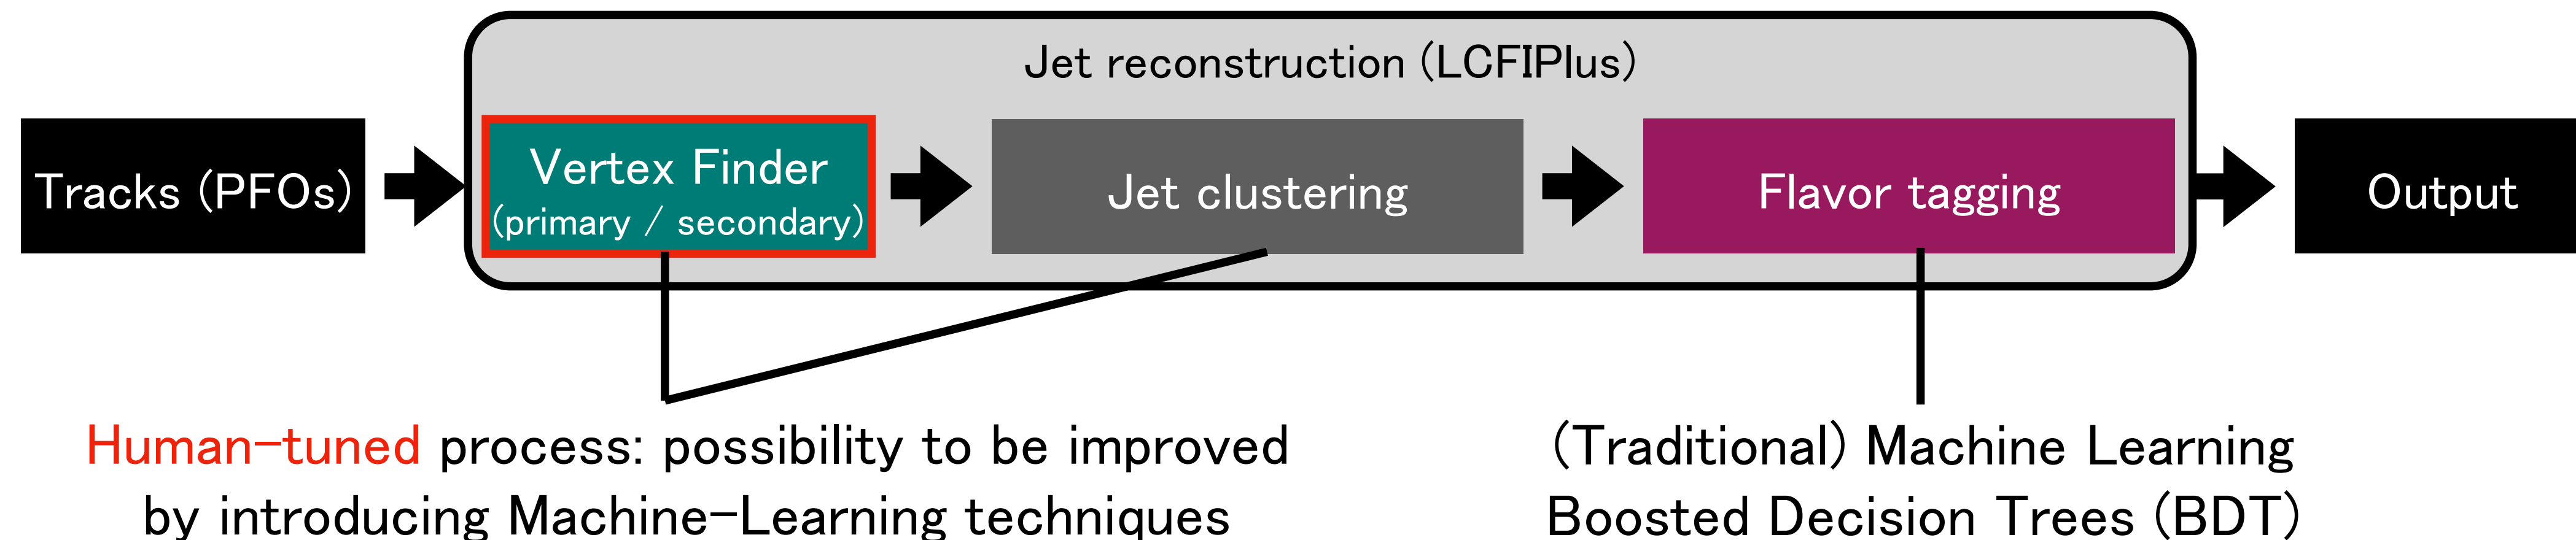 Jet reconstruction (LCFIPlus)
Tracks (PFOs)
Vertex Finder
(primary / secondary)
Jet clustering
Flavor tagging
Output
Human-tuned process: possibility to be improved
by introducing Machine-Learning techniques
(Traditional) Machine Learning
Boosted Decision Trees (BDT)